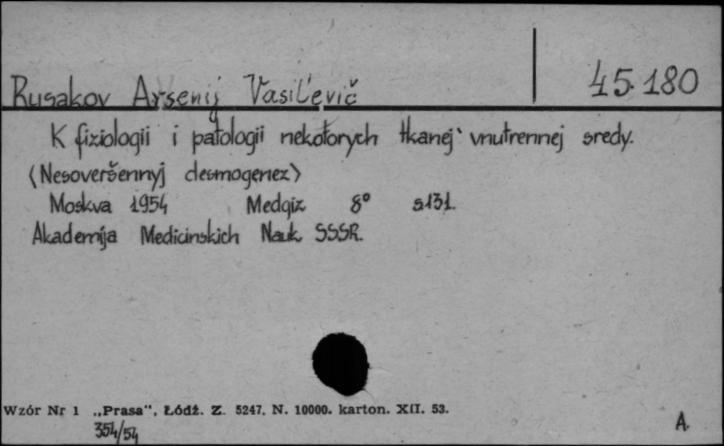 Rusakov Arsenij Vasil'evič 45.180
K fiziologii i patologii nekotorych tkanej vnutrennej sredy.
(Nesoveršennyj desmogenez)
Moskva 1954 Medgiz 8° s131.
Akademija Medicinskich Nauk SSSR.
Wzór Nr 1 „Prasa", Łódź. Z. 5247. N. 10000. karton. XII. 53.
354/54 A.